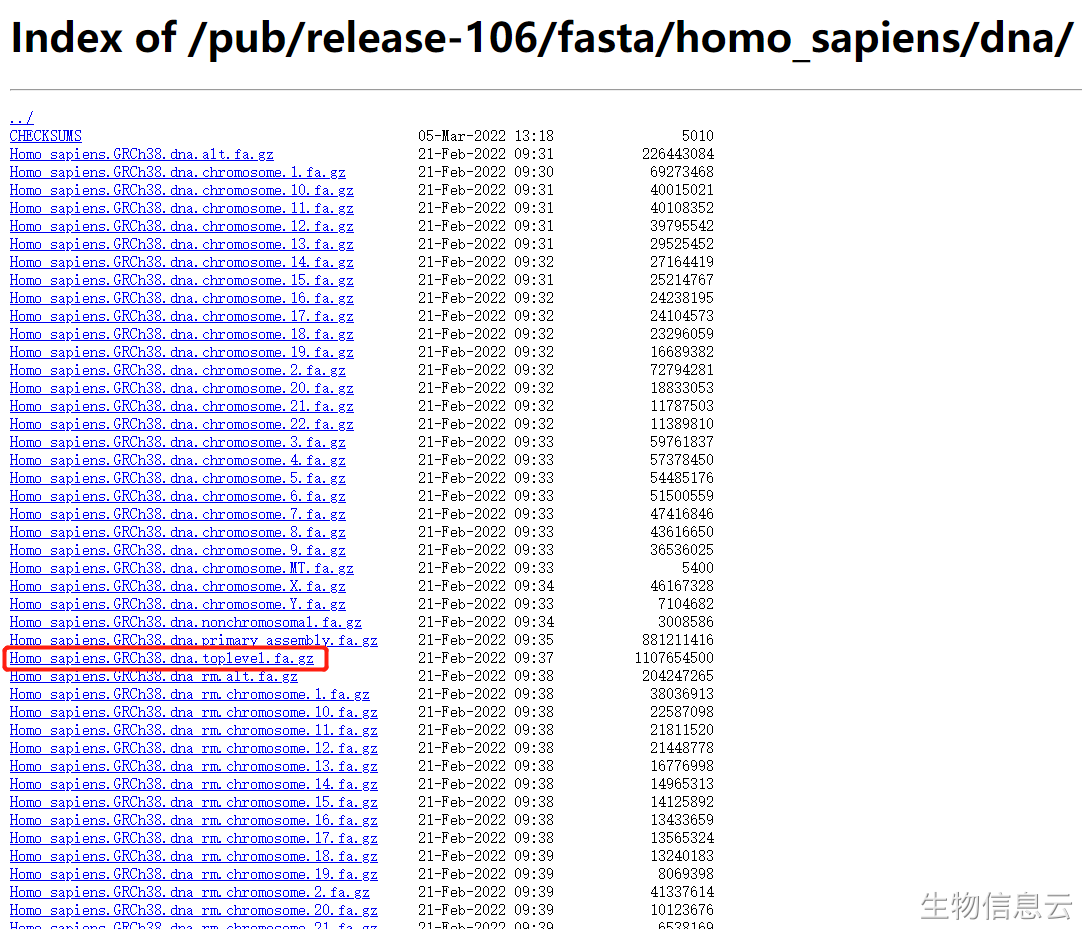 Index of /pub/release-106/fasta/homo_sapiens/dna/
../
CHECKSUMS 05-Mar-2022 13:18 5010
Homo_sapiens.GRCh38.dna.alt.fa.gz 21-Feb-2022 09:31 226443084
Homo_sapiens.GRCh38.dna.chromosome.1.fa.gz 21-Feb-2022 09:30 69273468
Homo_sapiens.GRCh38.dna.chromosome.10.fa.gz 21-Feb-2022 09:31 40015021
Homo_sapiens.GRCh38.dna.chromosome.11.fa.gz 21-Feb-2022 09:31 40108352
Homo_sapiens.GRCh38.dna.chromosome.12.fa.gz 21-Feb-2022 09:31 39795542
Homo_sapiens.GRCh38.dna.chromosome.13.fa.gz 21-Feb-2022 09:31 29525452
Homo_sapiens.GRCh38.dna.chromosome.14.fa.gz 21-Feb-2022 09:32 27164419
Homo_sapiens.GRCh38.dna.chromosome.15.fa.gz 21-Feb-2022 09:31 25214767
Homo_sapiens.GRCh38.dna.chromosome.16.fa.gz 21-Feb-2022 09:32 24238195
Homo_sapiens.GRCh38.dna.chromosome.17.fa.gz 21-Feb-2022 09:32 24104573
Homo_sapiens.GRCh38.dna.chromosome.18.fa.gz 21-Feb-2022 09:32 23296059
Homo_sapiens.GRCh38.dna.chromosome.19.fa.gz 21-Feb-2022 09:32 16689382
Homo_sapiens.GRCh38.dna.chromosome.2.fa.gz 21-Feb-2022 09:32 72794281
Homo_sapiens.GRCh38.dna.chromosome.20.fa.gz 21-Feb-2022 09:32 18833053
Homo_sapiens.GRCh38.dna.chromosome.21.fa.gz 21-Feb-2022 09:32 11787503
Homo_sapiens.GRCh38.dna.chromosome.22.fa.gz 21-Feb-2022 09:32 11389810
Homo_sapiens.GRCh38.dna.chromosome.3.fa.gz 21-Feb-2022 09:33 59761837
Homo_sapiens.GRCh38.dna.chromosome.4.fa.gz 21-Feb-2022 09:33 57378450
Homo_sapiens.GRCh38.dna.chromosome.5.fa.gz 21-Feb-2022 09:33 54485176
Homo_sapiens.GRCh38.dna.chromosome.6.fa.gz 21-Feb-2022 09:33 51500559
Homo_sapiens.GRCh38.dna.chromosome.7.fa.gz 21-Feb-2022 09:33 47416846
Homo_sapiens.GRCh38.dna.chromosome.8.fa.gz 21-Feb-2022 09:33 43616650
Homo_sapiens.GRCh38.dna.chromosome.9.fa.gz 21-Feb-2022 09:33 36536025
Homo_sapiens.GRCh38.dna.chromosome.MT.fa.gz 21-Feb-2022 09:33 5400
Homo_sapiens.GRCh38.dna.chromosome.X.fa.gz 21-Feb-2022 09:34 46167328
Homo_sapiens.GRCh38.dna.chromosome.Y.fa.gz 21-Feb-2022 09:33 7104682
Homo_sapiens.GRCh38.dna.nonchromosomal.fa.gz 21-Feb-2022 09:34 3008586
Homo_sapiens.GRCh38.dna.primary_assembly.fa.gz 21-Feb-2022 09:35 881211416
Homo_sapiens.GRCh38.dna.toplevel.fa.gz 21-Feb-2022 09:37 1107654500
Homo_sapiens.GRCh38.dna_rm.alt.fa.gz 21-Feb-2022 09:38 204247265
Homo_sapiens.GRCh38.dna_rm.chromosome.1.fa.gz 21-Feb-2022 09:38 38036913
Homo_sapiens.GRCh38.dna_rm.chromosome.10.fa.gz 21-Feb-2022 09:38 22587098
Homo_sapiens.GRCh38.dna_rm.chromosome.11.fa.gz 21-Feb-2022 09:38 21811520
Homo_sapiens.GRCh38.dna_rm.chromosome.12.fa.gz 21-Feb-2022 09:38 21448778
Homo_sapiens.GRCh38.dna_rm.chromosome.13.fa.gz 21-Feb-2022 09:38 16776998
Homo_sapiens.GRCh38.dna_rm.chromosome.14.fa.gz 21-Feb-2022 09:38 14965313
Homo_sapiens.GRCh38.dna_rm.chromosome.15.fa.gz 21-Feb-2022 09:38 14125892
Homo_sapiens.GRCh38.dna_rm.chromosome.16.fa.gz 21-Feb-2022 09:38 13433659
Homo_sapiens.GRCh38.dna_rm.chromosome.17.fa.gz 21-Feb-2022 09:38 13565324
Homo_sapiens.GRCh38.dna_rm.chromosome.18.fa.gz 21-Feb-2022 09:39 13240183
Homo_sapiens.GRCh38.dna_rm.chromosome.19.fa.gz 21-Feb-2022 09:39 8069398
Homo_sapiens.GRCh38.dna_rm.chromosome.2.fa.gz 21-Feb-2022 09:39 41337614
Homo_sapiens.GRCh38.dna_rm.chromosome.20.fa.gz 21-Feb-2022 09:39 10123676
Homo_sapiens.GRCh38.dna_rm.chromosome.21.fa.gz 21-Feb-2022 09:39 6538169
生物信息云